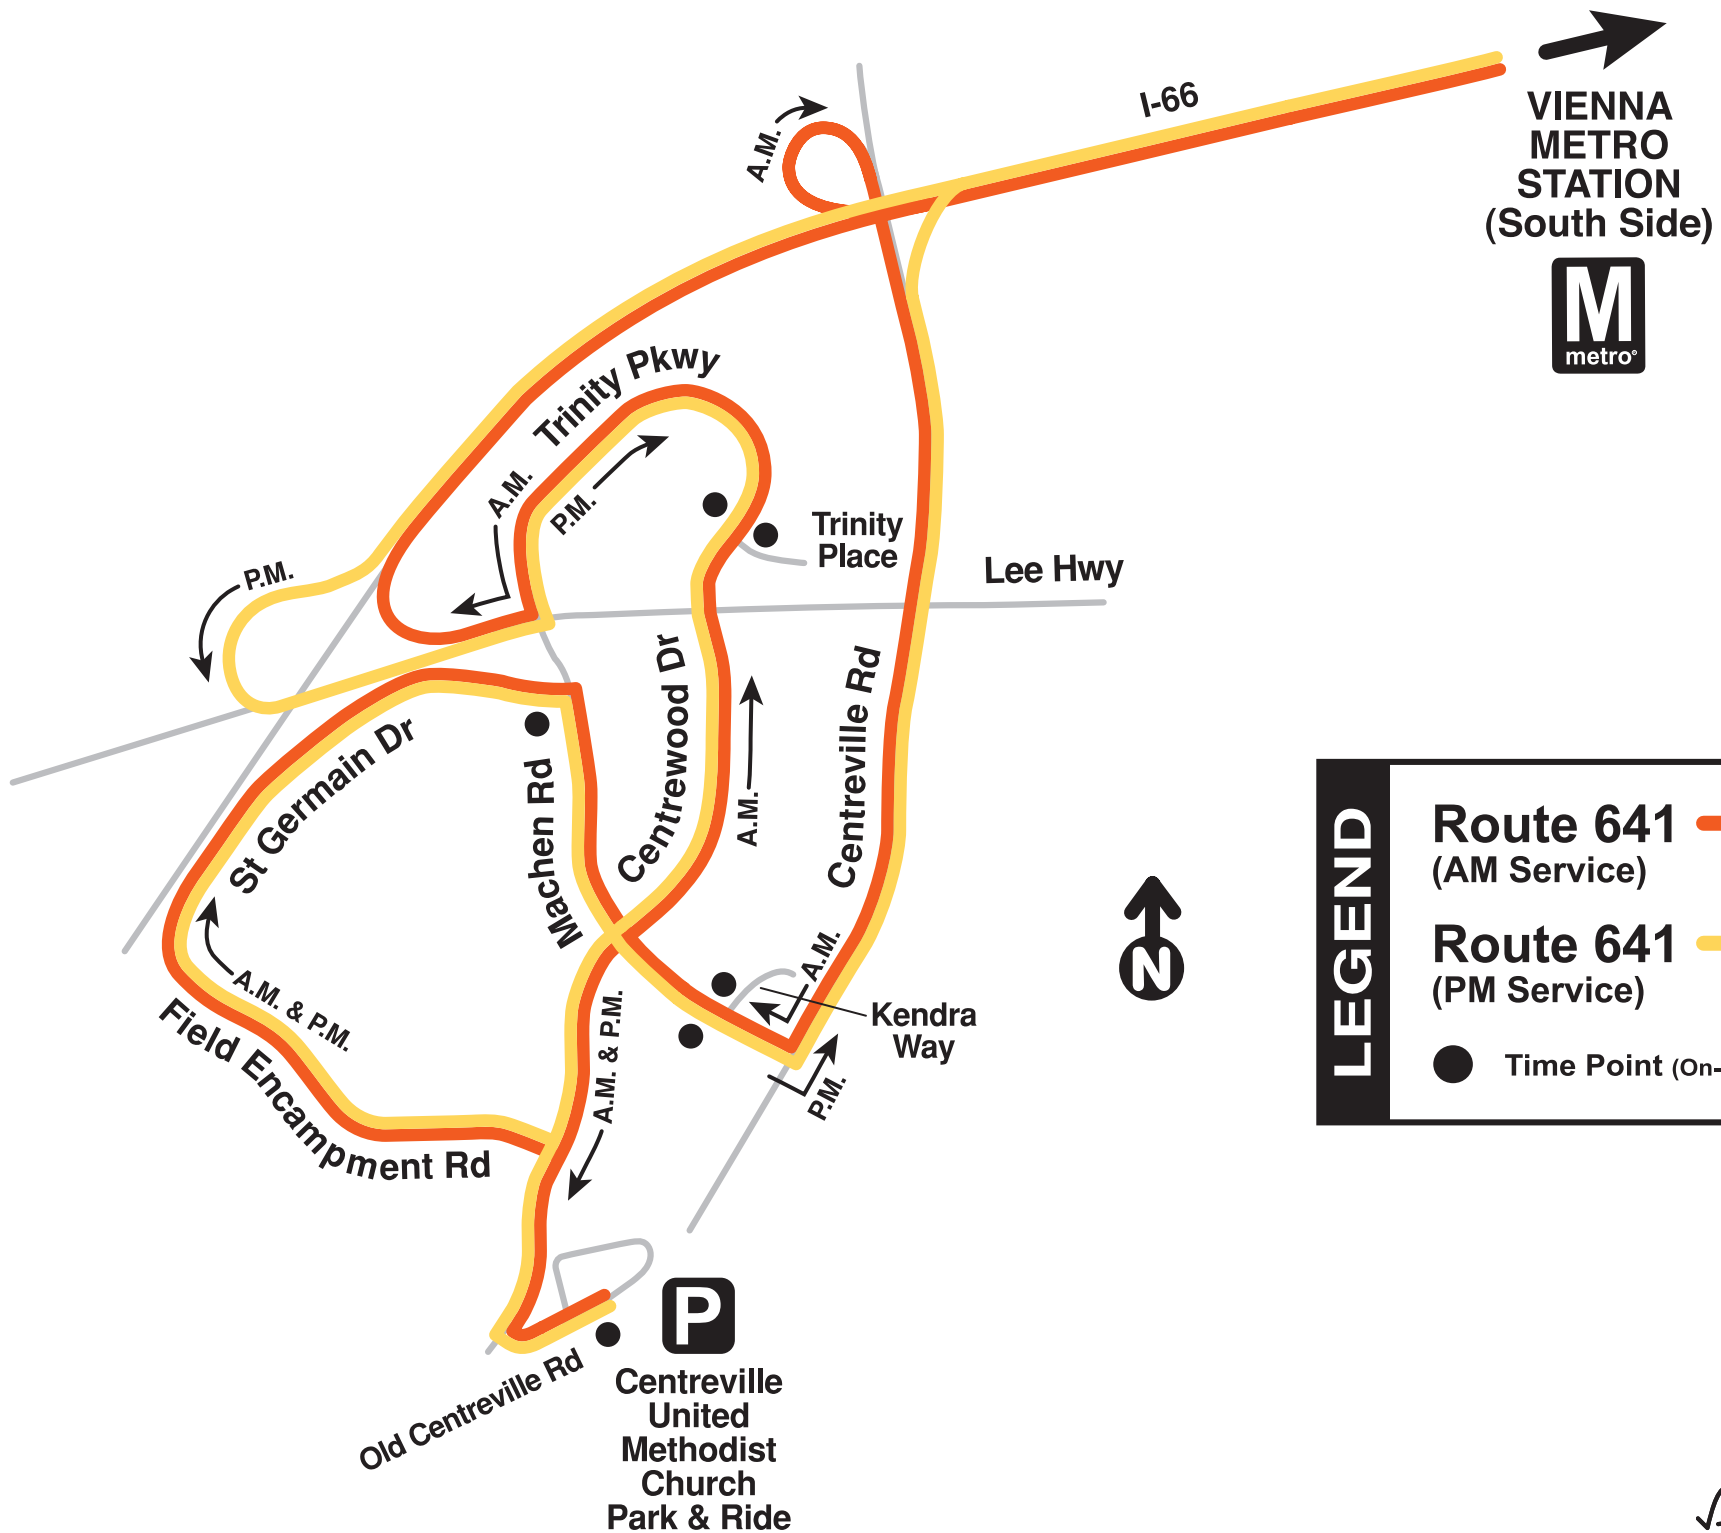 I-66
VIENNA
METRO
STATION
(South Side)
M
metro
A.M.
Trinity Pkwy
A.M.
P.M.
Trinity
Place
Lee Hwy
P.M.
Centrewood Dr
Centreville Rd
St Germain Dr
Machen Rd
A.M.
A.M.
A.M. & P.M.
Field Encampment Rd
A.M. & P.M.
Kendra
Way
P.M.
N
LEGEND
Route 641
(AM Service)
Route 641
(PM Service)
Time Point (On-
P
Old Centreville Rd
Centreville
United
Methodist
Church
Park & Ride